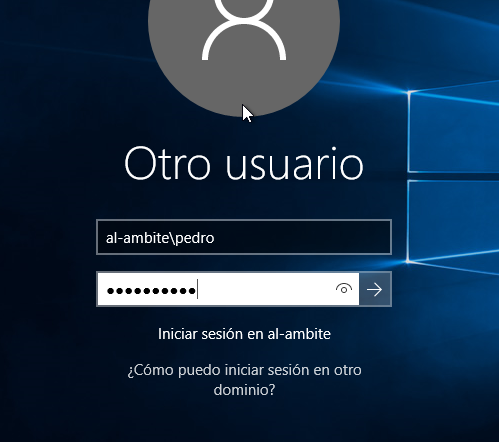 Otro usuario
al-ambite\pedro
●●●●●●●●●●
Iniciar sesión en al-ambite
¿Cómo puedo iniciar sesión en otro
dominio?